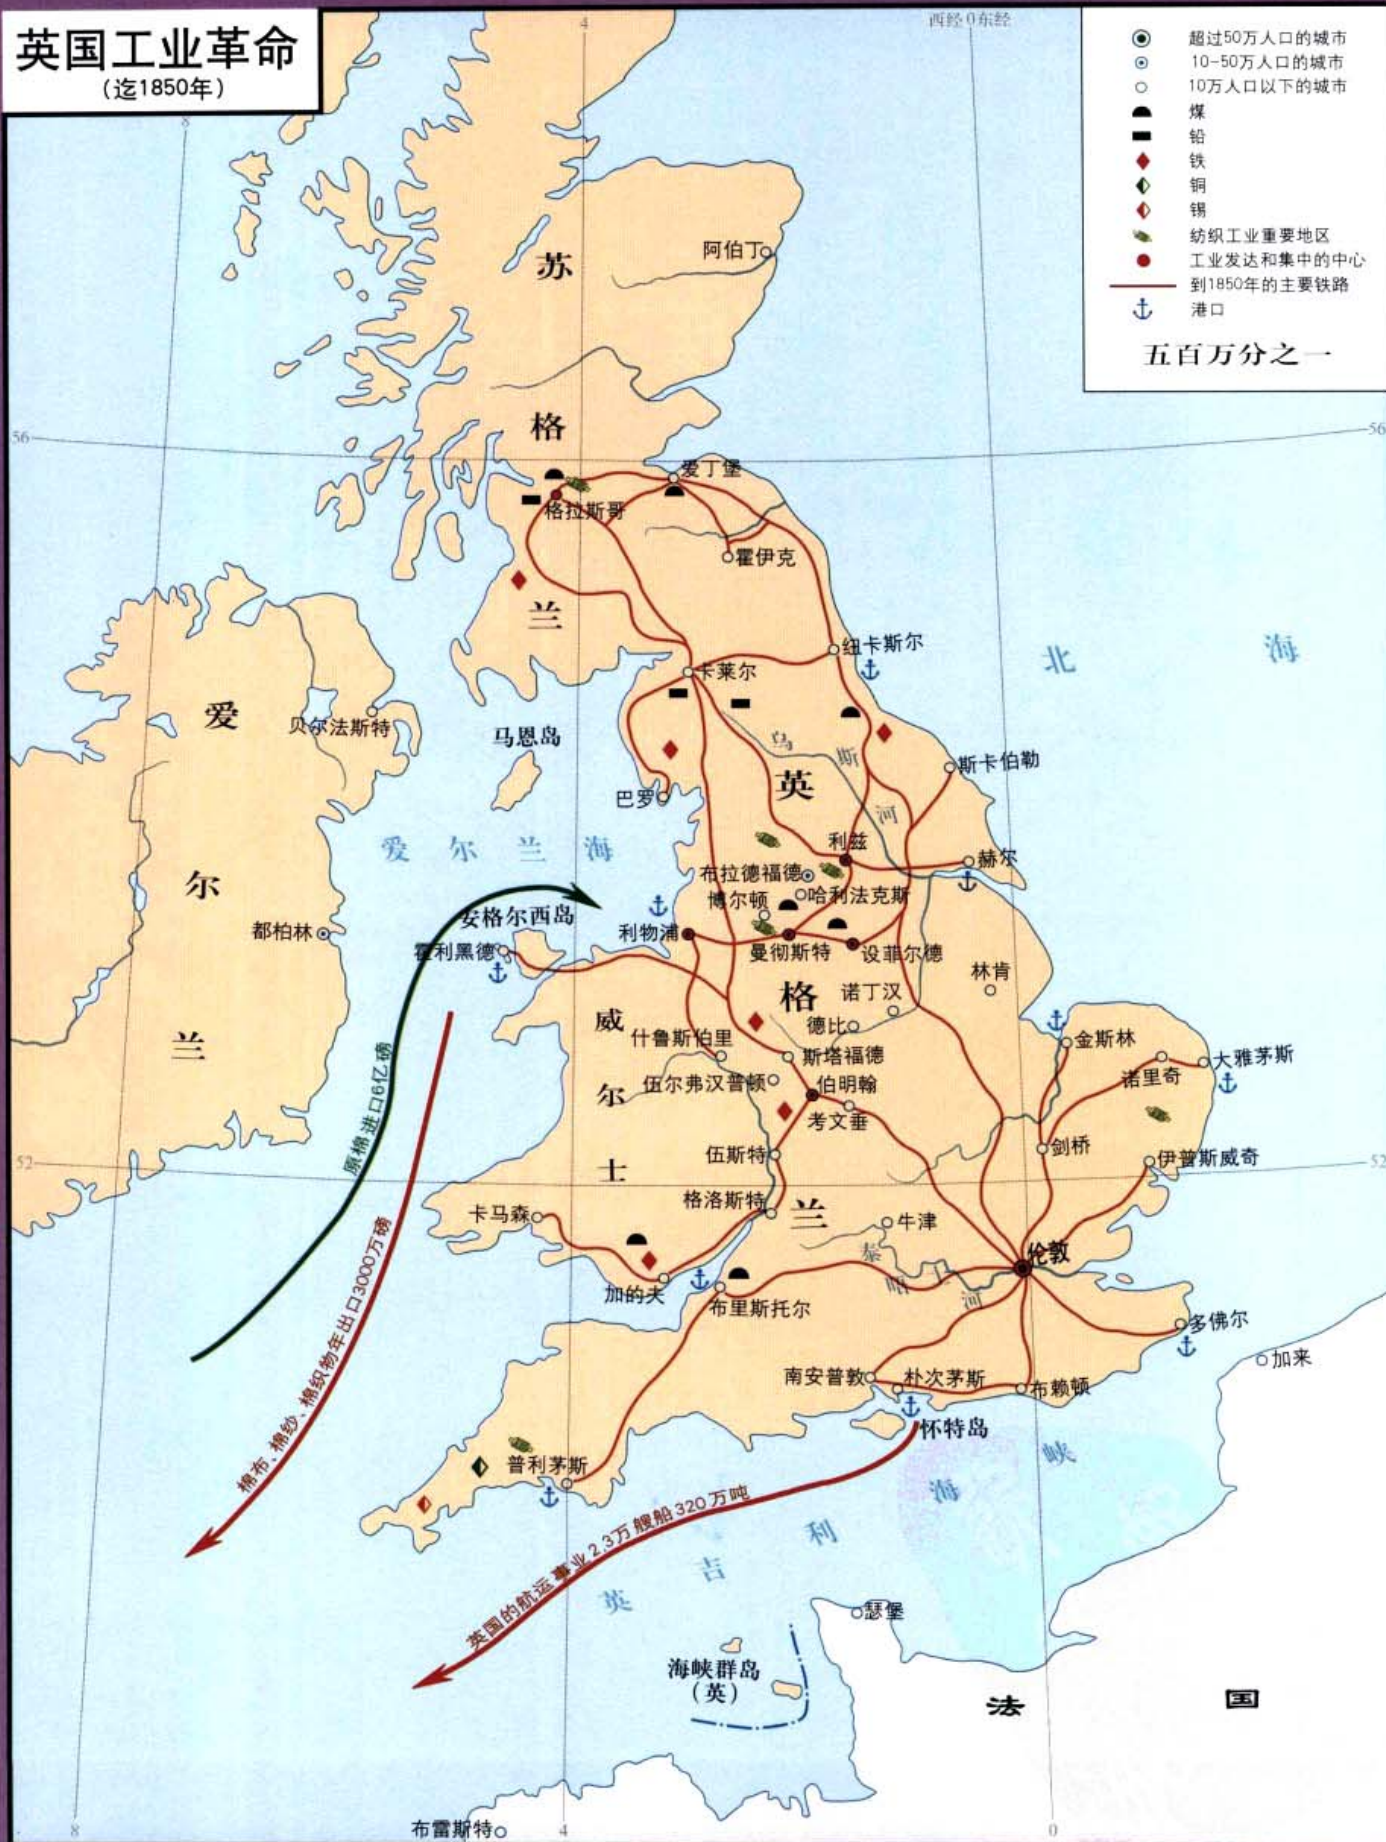 英国工业革命
(迄1850年)
西经0东经
4
8
超过50万人口的城市
10-50万人口的城市
10万人口以下的城市
煤
铅
铁
铜
锡
纺织工业重要地区
工业发达和集中的中心
到1850年的主要铁路
港口
五百万分之一
苏
格
兰
阿伯丁
56
56
爱丁堡
格拉斯哥
霍伊克
纽卡斯尔
卡莱尔
北海
爱
尔
兰
贝尔法斯特
马恩岛
乌斯河
斯卡伯勒
英
格
兰
巴罗
爱尔兰海
利兹
赫尔
布拉德福德
哈利法克斯
博尔顿
安格尔西岛
都柏林
利物浦
曼彻斯特
设菲尔德
霍利黑德
林肯
诺丁汉
德比
威
尔
士
什鲁斯伯里
斯塔福德
金斯林
诺里奇
大雅茅斯
伍尔弗汉普顿
伯明翰
考文垂
原棉进口6亿磅
伍斯特
剑桥
伊普斯威奇
52
52
格洛斯特
卡马森
牛津
泰晤士河
伦敦
加的夫
布里斯托尔
棉布、棉纱、棉织物年出口3000万磅
多佛尔
加来
南安普敦
朴次茅斯
布赖顿
怀特岛
普利茅斯
英国的航运事业2.3万艘船320万吨
英吉利海峡
瑟堡
海峡群岛
(英)
法国
布雷斯特
8
4
0